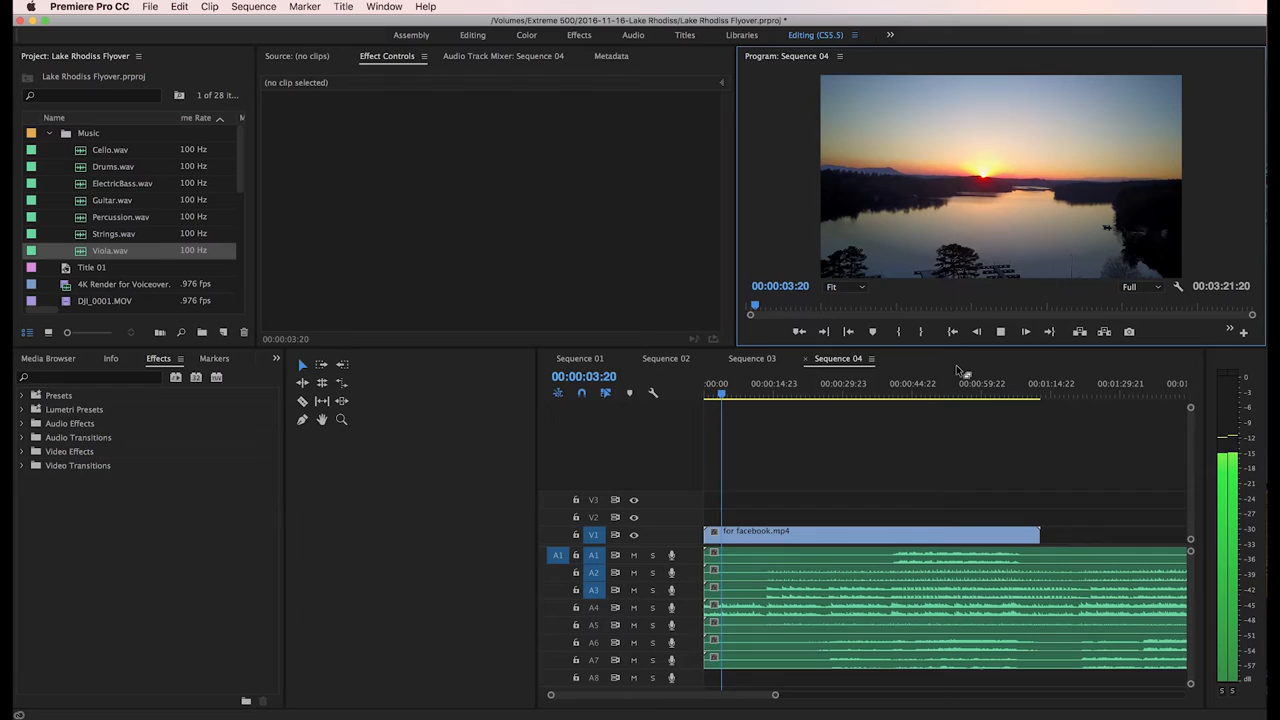 Premiere Pro CC File Edit Clip Sequence Marker Title Window Help
/Volumes/Extreme 500/2016-11-16-Lake Rhodiss/Lake Rhodiss Flyover.prproj *
Assembly Editing Color Effects Audio Titles Libraries Editing (CS5.5)
Project: Lake Rhodiss Flyover
Lake Rhodiss Flyover.prproj
1 of 28 it...
Name me Rate M
Music
Cello.wav 100 Hz
Drums.wav 100 Hz
ElectricBass.wav 100 Hz
Guitar.wav 100 Hz
Percussion.wav 100 Hz
Strings.wav 100 Hz
Viola.wav 100 Hz
Title 01
4K Render for Voiceover. .976 fps
DJI_0001.MOV .976 fps
Source: (no clips) Effect Controls Audio Track Mixer: Sequence 04 Metadata
(no clip selected)
00:00:03:20
Program: Sequence 04
00:00:03:20 Fit Full 00:03:21:20
Media Browser Info Effects Markers
Presets
Lumetri Presets
Audio Effects
Audio Transitions
Video Effects
Video Transitions
Sequence 01 Sequence 02 Sequence 03 × Sequence 04
00:00:03:20
:00:00 00:00:14:23 00:00:29:23 00:00:44:22 00:00:59:22 00:01:14:22 00:01:29:21 00:01
V3
V2
V1 for facebook.mp4
A1 A1 M S
A2 M S
A3 M S
A4 M S
A5 M S
A6 M S
A7 M S
A8 M S
0
-3
-6
-9
-12
-15
-18
-21
-24
-27
-30
-33
-36
-39
-42
-45
-48
-51
-54
-57
dB
S S